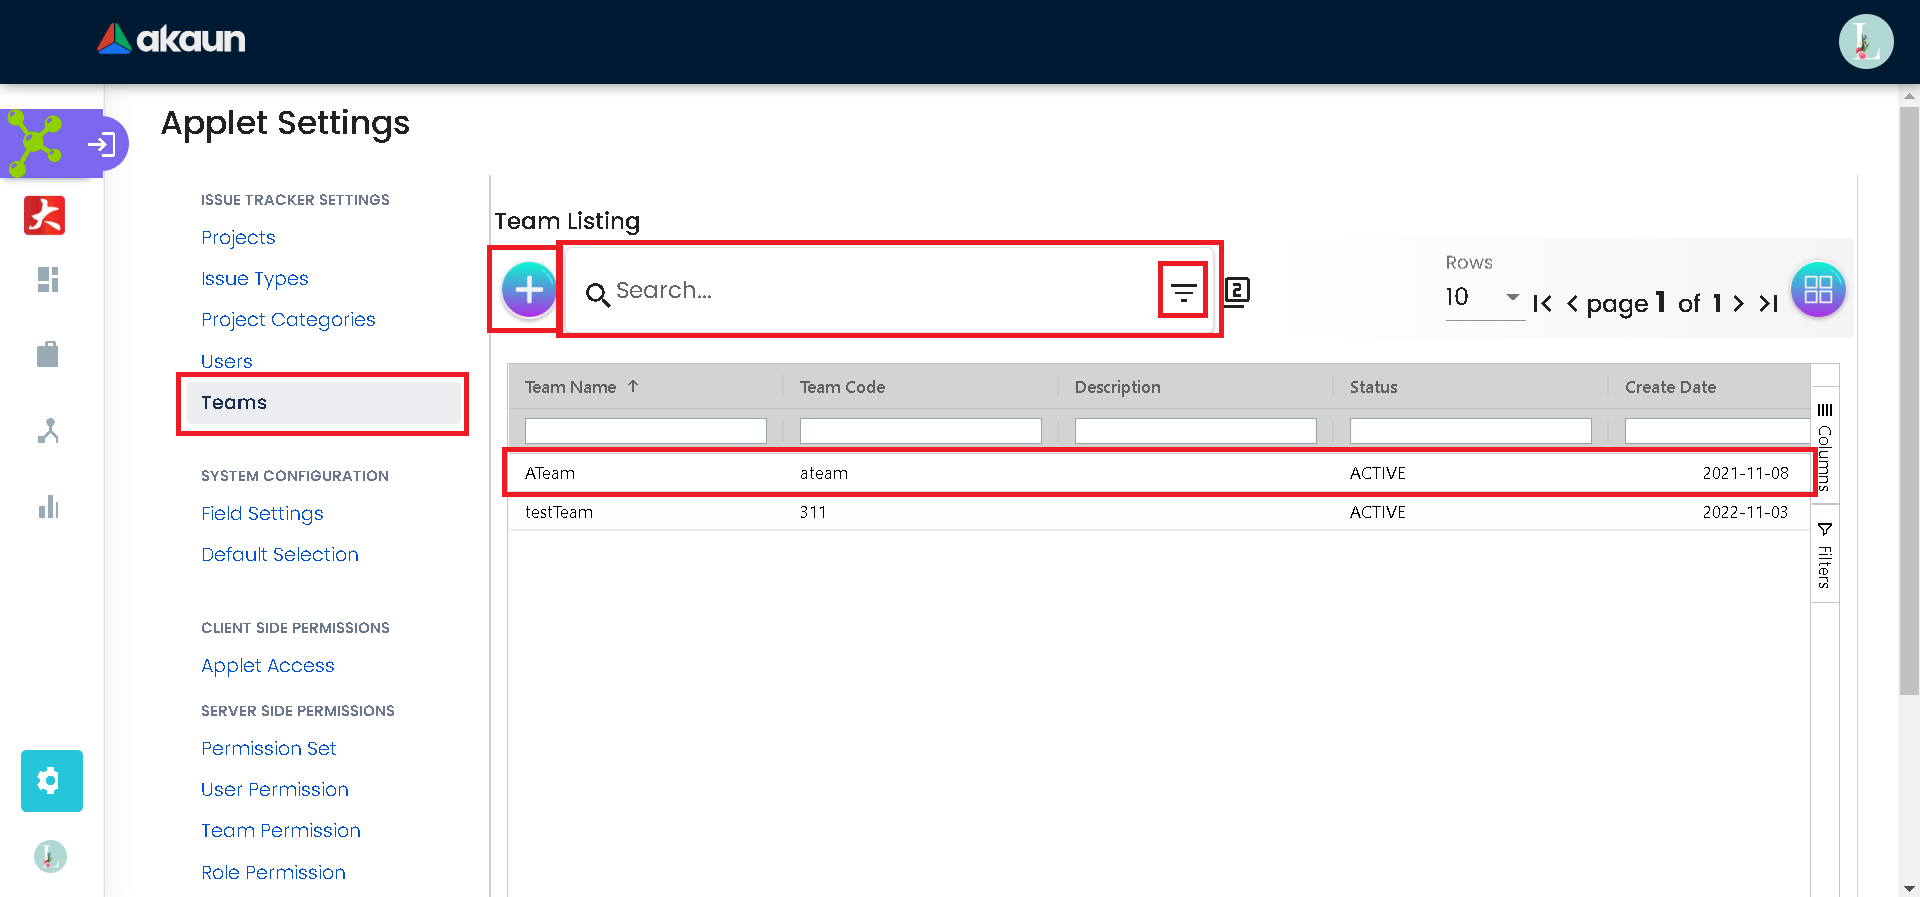 akaun
L
Applet Settings
ISSUE TRACKER SETTINGS
Projects
Issue Types
Project Categories
Users
Teams
SYSTEM CONFIGURATION
Field Settings
Default Selection
CLIENT SIDE PERMISSIONS
Applet Access
SERVER SIDE PERMISSIONS
Permission Set
User Permission
Team Permission
Role Permission
L
Team Listing
Search...
2
Rows
10
page 1 of 1
Team Name ↑ Team Code Description Status Create Date
ATeam ateam ACTIVE 2021-11-08
testTeam 311 ACTIVE 2022-11-03
Columns
Filters